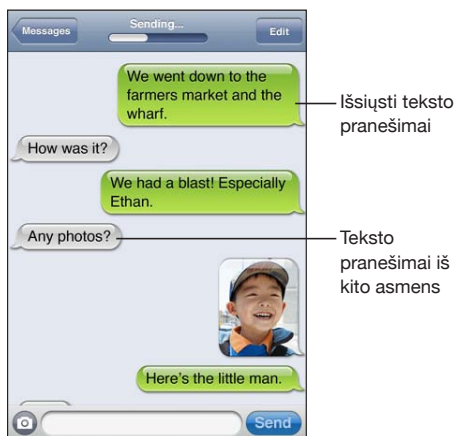 Messages
Sending...
Edit
We went down to the
farmers market and the
wharf.
Išsiųsti teksto
pranešimai
How was it?
We had a blast! Especially
Ethan.
Any photos?
Teksto
pranešimai iš
kito asmens
Here's the little man.
Send